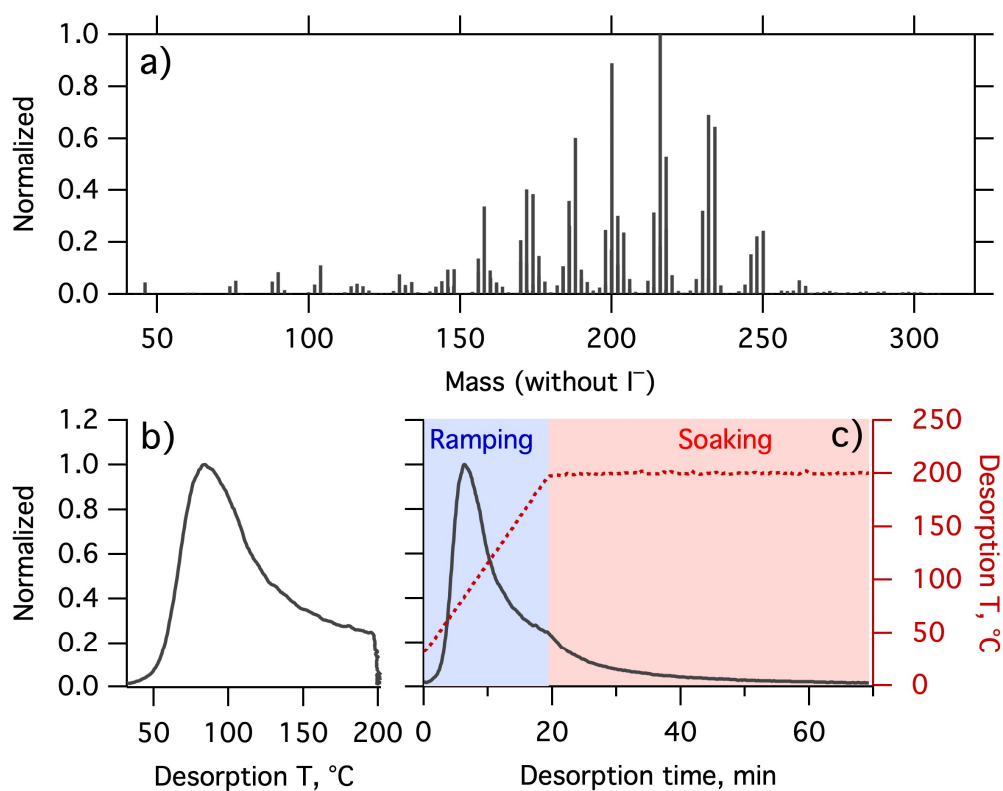 a)
Normalized
1.0
0.8
0.6
0.4
0.2
0.0
50 100 150 200 250 300
Mass (without I⁻)
b)
Normalized
1.2
1.0
0.8
0.6
0.4
0.2
0.0
50 100 150 200
Desorption T, °C
Ramping Soaking c)
250
200
150
100
50
0
Desorption T, °C
0 20 40 60
Desorption time, min